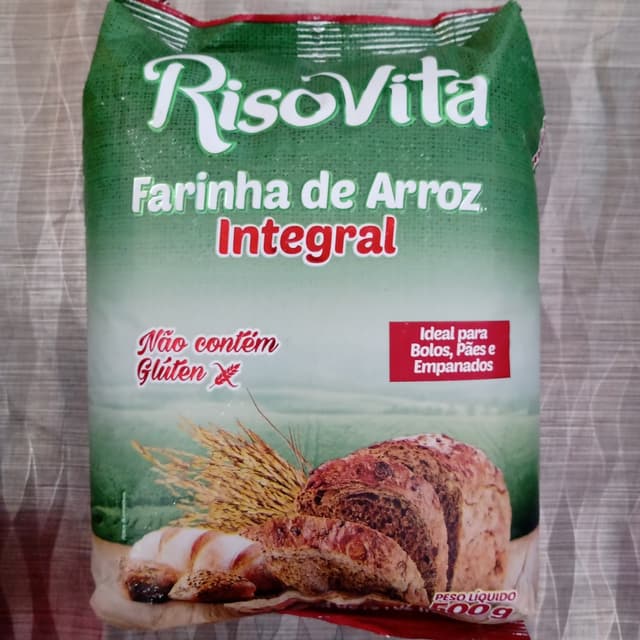 RisoVita
Farinha de Arroz
Integral
Não contém
Glúten
Ideal para
Bolos, Pães e
Empanados
PESO LÍQUIDO
500g